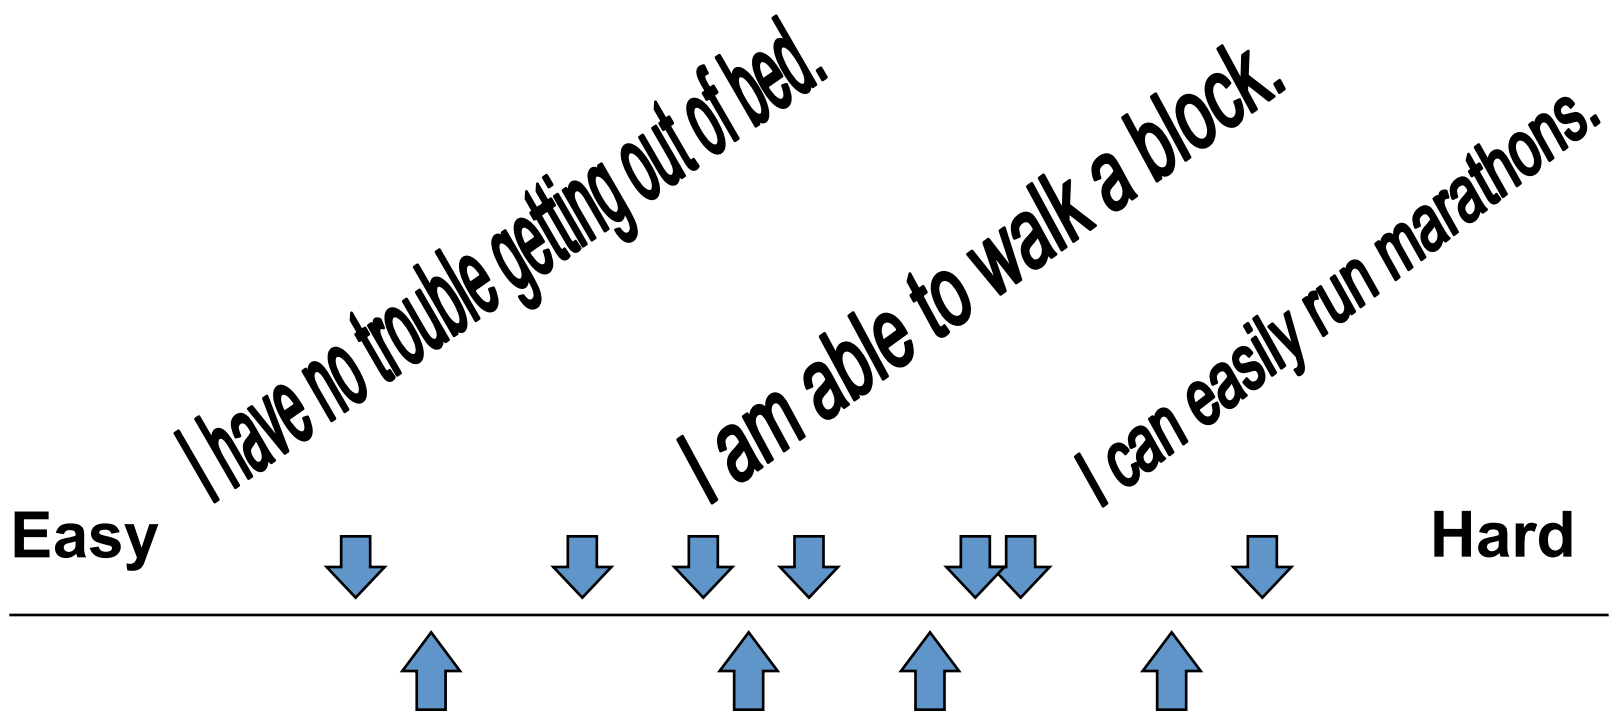 I have no trouble getting out of bed.
I am able to walk a block.
I can easily run marathons.
Easy
Hard